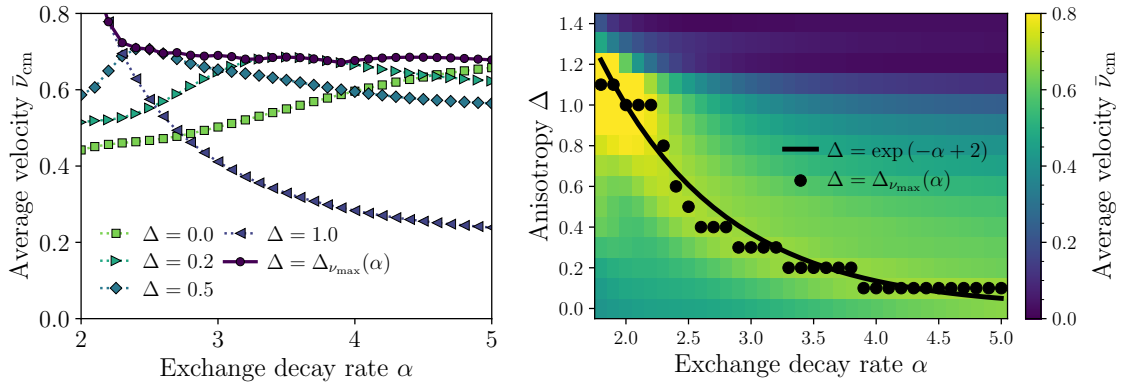 0.8
0.6
0.4
0.2
0.0
Average velocity ν̄cm
Δ = 0.0
Δ = 0.2
Δ = 0.5
Δ = 1.0
Δ = Δνmax(α)
2
3
4
5
Exchange decay rate α
1.4
1.2
1.0
0.8
0.6
0.4
0.2
0.0
Anisotropy Δ
Δ = exp (−α + 2)
Δ = Δνmax(α)
2.0
2.5
3.0
3.5
4.0
4.5
5.0
Exchange decay rate α
0.8
0.6
0.4
0.2
0.0
Average velocity ν̄cm